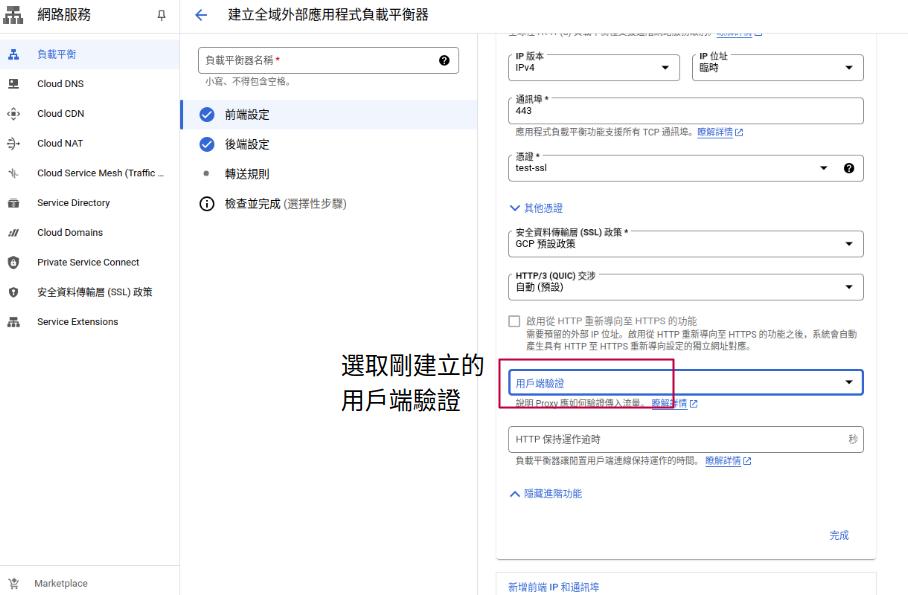 網路服務
建立全域外部應用程式負載平衡器
負載平衡
Cloud DNS
Cloud CDN
Cloud NAT
Cloud Service Mesh (Traffic ...
Service Directory
Cloud Domains
Private Service Connect
安全資料傳輸層 (SSL) 政策
Service Extensions
Marketplace
負載平衡器名稱 *
小寫、不得包含空格。
前端設定
後端設定
轉送規則
檢查並完成 (選擇性步驟)
IP 版本
IPv4
IP 位址
臨時
通訊埠 *
443
應用程式負載平衡功能支援所有 TCP 通訊埠。瞭解詳情
憑證 *
test-ssl
其他憑證
安全資料傳輸層 (SSL) 政策 *
GCP 預設政策
HTTP/3 (QUIC) 交涉
自動 (預設)
啟用從 HTTP 重新導向至 HTTPS 的功能
需要預留的外部 IP 位址。啟用從 HTTP 重新導向至 HTTPS 的功能之後，系統會自動
產生具有 HTTP 至 HTTPS 重新導向設定的獨立網址對應。
選取剛建立的
用戶端驗證
用戶端驗證
說明 Proxy 應如何驗證傳入流量。瞭解詳情
HTTP 保持運作逾時
秒
負載平衡器讓閒置用戶端連線保持運作的時間。瞭解詳情
隱藏進階功能
完成
新增前端 IP 和通訊埠